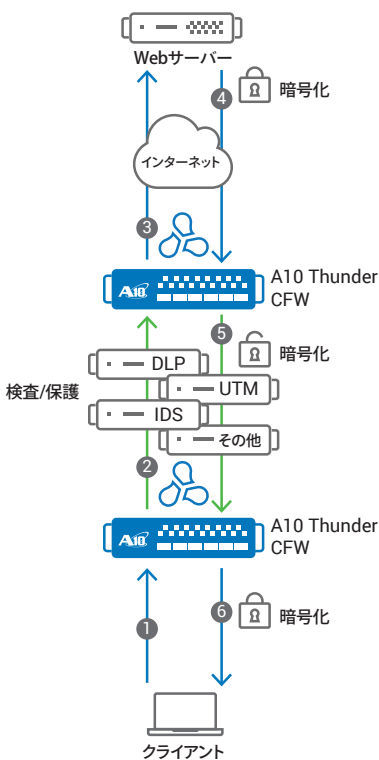 Webサーバー
4
暗号化
インターネット
3
A10
A10 Thunder
CFW
5
暗号化
DLP
UTM
検査/保護
IDS
その他
2
A10
A10 Thunder
CFW
1
6
暗号化
クライアント